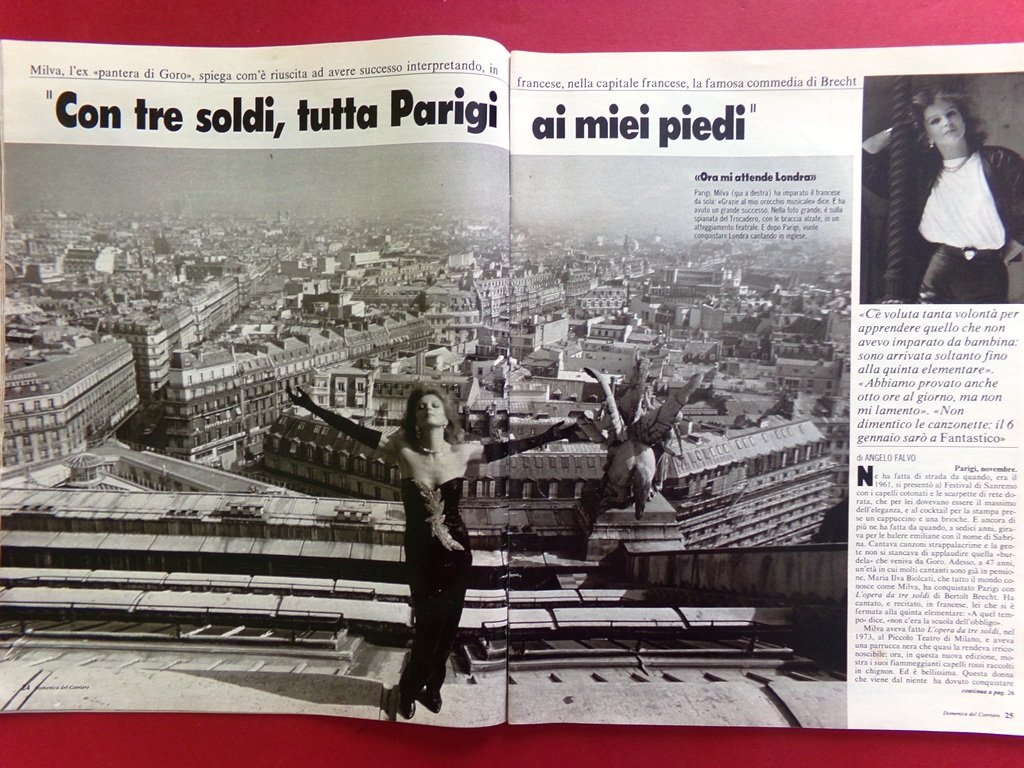 Milva, l'ex «pantera di Goro», spiega com'è riuscita ad avere successo interpretando, in francese, nella capitale francese, la famosa commedia di Brecht
"Con tre soldi, tutta Parigi ai miei piedi"
«Ora mi attende Londra»
Parigi. Milva (qui a destra) ha imparato il francese
da sola: «Grazie al mio orecchio musicale» dice. E ha
avuto un grande successo. Nella foto grande, è sulla
spianata del Trocadero, con le braccia alzate, in un
atteggiamento teatrale. E dopo Parigi, vuole
conquistare Londra cantando in inglese.
«C'è voluta tanta volontà per
apprendere quello che non
avevo imparato da bambina:
sono arrivata soltanto fino
alla quinta elementare».
«Abbiamo provato anche
otto ore al giorno, ma non
mi lamento». «Non
dimentico le canzonette: il 6
gennaio sarò a Fantastico»
di ANGELO FALVO
Parigi, novembre.
Ne ha fatta di strada da quando, era il
1961, si presentò al Festival di Sanremo
con i capelli cotonati e le scarpette di rete do-
rata, che per lei dovevano essere il massimo
dell'eleganza, e al cocktail per la stampa pre-
se un cappuccino e una brioche. E ancora di
più ne ha fatta da quando, a sedici anni, gira-
va per le balere emiliane con il nome di Sabri-
na. Cantava canzoni strappalacrime e la gen-
te non si stancava di applaudire quella «bur-
dela» che veniva da Goro. Adesso, a 47 anni,
un'età in cui molti cantanti sono già in pensio-
ne, Maria Ilva Biolcati, che tutto il mondo co-
nosce come Milva, ha conquistato Parigi con
L'opera da tre soldi di Bertolt Brecht. Ha
cantato, e recitato, in francese, lei che si è
fermata alla quinta elementare: «A quel tem-
po» dice, «non c'era la scuola dell'obbligo».
Milva aveva fatto L'opera da tre soldi, nel
1973, al Piccolo Teatro di Milano, e aveva
una parrucca nera che quasi la rendeva irrico-
noscibile; ora, in questa nuova edizione, mo-
stra i suoi fiammeggianti capelli rossi raccolti
in chignon. Ed è bellissima. Questa donna
che viene dal niente ha dovuto conquistare
continua a pag. 26
24 Domenica del Corriere
Domenica del Corriere 25